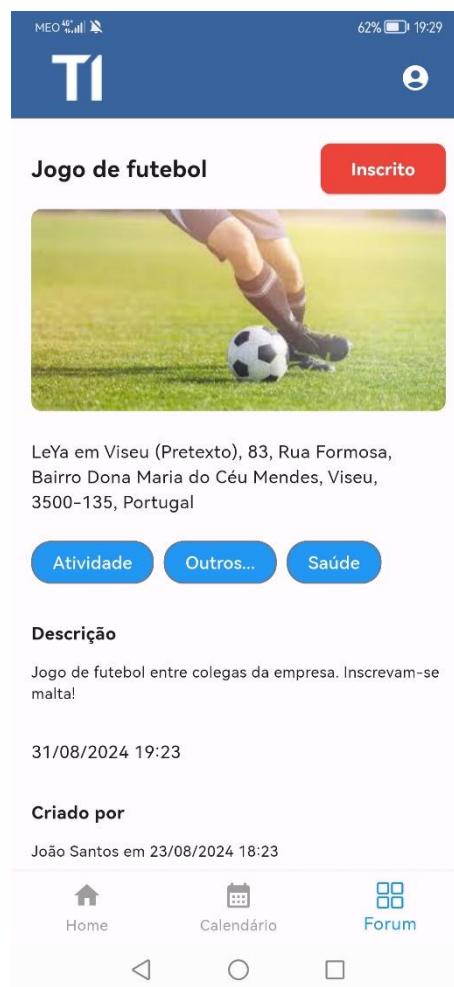 MEO 62% 19:29
TI
Jogo de futebol Inscrito
LeYa em Viseu (Pretexto), 83, Rua Formosa,
Bairro Dona Maria do Céu Mendes, Viseu,
3500-135, Portugal
Atividade Outros... Saúde
Descrição
Jogo de futebol entre colegas da empresa. Inscrevam-se
malta!
31/08/2024 19:23
Criado por
João Santos em 23/08/2024 18:23
Home Calendário Forum